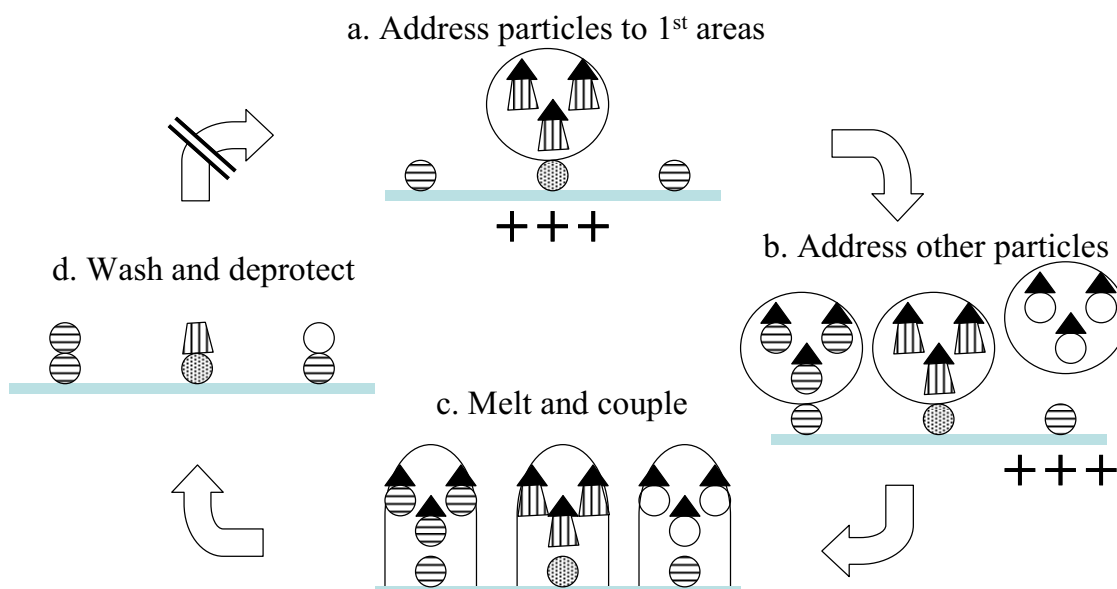 a. Address particles to 1st areas
b. Address other particles
d. Wash and deprotect
c. Melt and couple
+ + +
+ + +